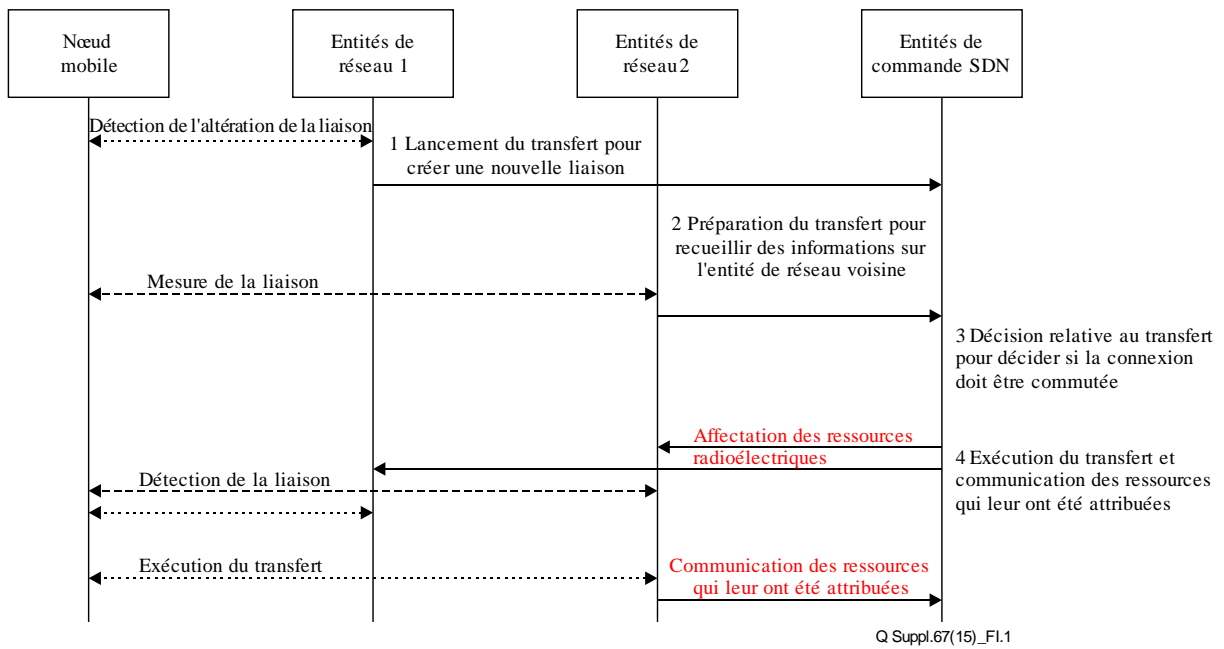 Nœud
mobile
Entités de
réseau 1
Entités de
réseau2
Entités de
commande SDN
Détection de l'altération de la liaison
1 Lancement du transfert pour
créer une nouvelle liaison
2 Préparation du transfert pour
recueillir des informations sur
l'entité de réseau voisine
Mesure de la liaison
3 Décision relative au transfert
pour décider si la connexion
doit être commutée
Affectation des ressources
radioélectriques
4 Exécution du transfert et
communication des ressources
qui leur ont été attribuées
Détection de la liaison
Exécution du transfert
Communication des ressources
qui leur ont été attribuées
Q Suppl.67(15)_FI.1